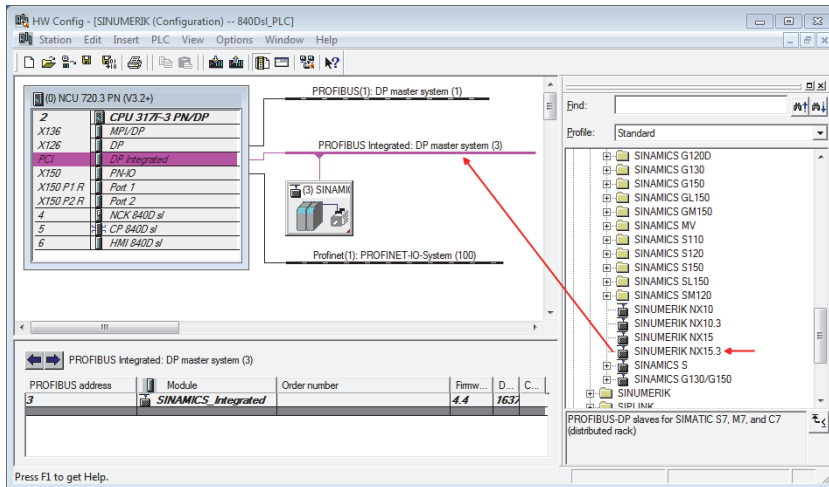 HW Config - [SINUMERIK (Configuration) -- 840Dsl_PLC]
Station Edit Insert PLC View Options Window Help
(0) NCU 720.3 PN (V3.2+)
2 CPU 317F-3 PN/DP
X136 MPI/DP
X126 DP
PCI DP Integrated
X150 PN-IO
X150 P1 R Port 1
X150 P2 R Port 2
4 NCK 840D sl
5 CP 840D sl
6 HMI 840D sl
PROFIBUS(1): DP master system (1)
PROFIBUS Integrated: DP master system (3)
(3) SINAMIC
Profinet(1): PROFINET-IO-System (100)
PROFIBUS Integrated: DP master system (3)
PROFIBUS address Module Order number Firmw... D... C...
3 SINAMICS_Integrated 4.4 1637
Find:
Profile: Standard
SINAMICS G120D
SINAMICS G130
SINAMICS G150
SINAMICS GL150
SINAMICS GM150
SINAMICS MV
SINAMICS S110
SINAMICS S120
SINAMICS S150
SINAMICS SL150
SINAMICS SM120
SINUMERIK NX10
SINUMERIK NX10.3
SINUMERIK NX15
SINUMERIK NX15.3
SINAMICS S
SINAMICS G130/G150
SINUMERIK
SIPLINK
PROFIBUS-DP slaves for SIMATIC S7, M7, and C7
(distributed rack)
Press F1 to get Help.